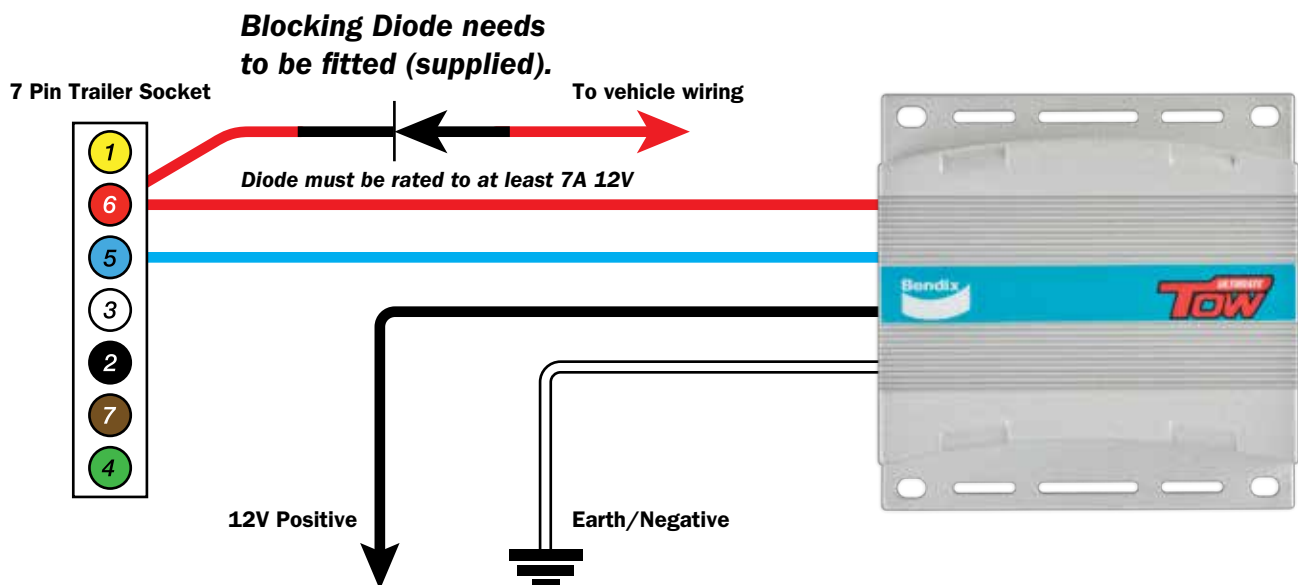 Blocking Diode needs
to be fitted (supplied).
7 Pin Trailer Socket
To vehicle wiring
Diode must be rated to at least 7A 12V
1
6
5
3
2
7
4
Bendix
ULTIMATE
TOW
12V Positive
Earth/Negative